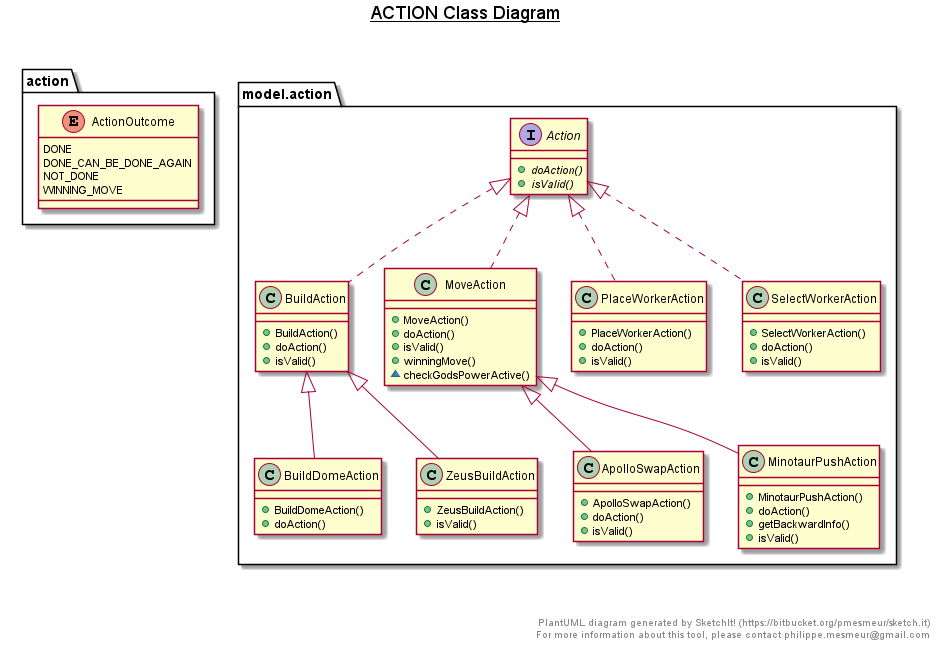 ACTION Class Diagram
action
E ActionOutcome
DONE
DONE_CAN_BE_DONE_AGAIN
NOT_DONE
WINNING_MOVE
model.action
I Action
doAction()
isValid()
C BuildAction
BuildAction()
doAction()
isValid()
C MoveAction
MoveAction()
doAction()
isValid()
winningMove()
checkGodsPowerActive()
C PlaceWorkerAction
PlaceWorkerAction()
doAction()
isValid()
C SelectWorkerAction
SelectWorkerAction()
doAction()
isValid()
C BuildDomeAction
BuildDomeAction()
doAction()
C ZeusBuildAction
ZeusBuildAction()
isValid()
C ApolloSwapAction
ApolloSwapAction()
doAction()
isValid()
C MinotaurPushAction
MinotaurPushAction()
doAction()
getBackwardInfo()
isValid()
PlantUML diagram generated by SketchIt! (https://bitbucket.org/pmesmeur/sketch.it)
For more information about this tool, please contact philippe.mesmeur@gmail.com